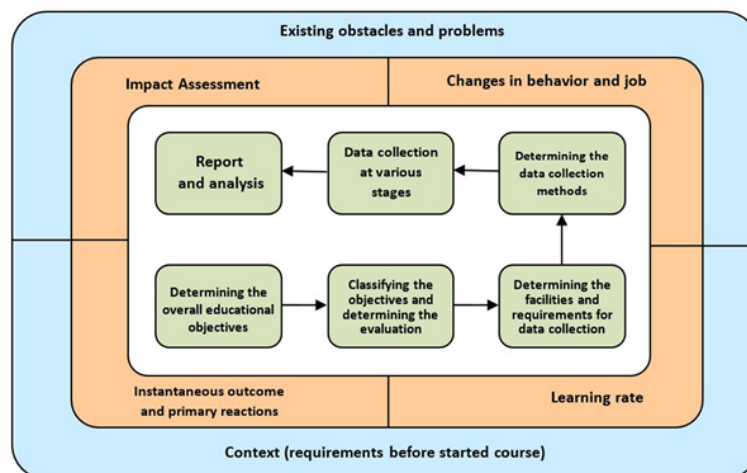 Existing obstacles and problems
Impact Assessment
Changes in behavior and job
Report
and analysis
Data collection
at various
stages
Determining the
data collection
methods
Determining the
overall educational
objectives
Classifying the
objectives and
determining the
evaluation
Determining the
facilities and
requirements for
data collection
Instantaneous outcome
and primary reactions
Learning rate
Context (requirements before started course)